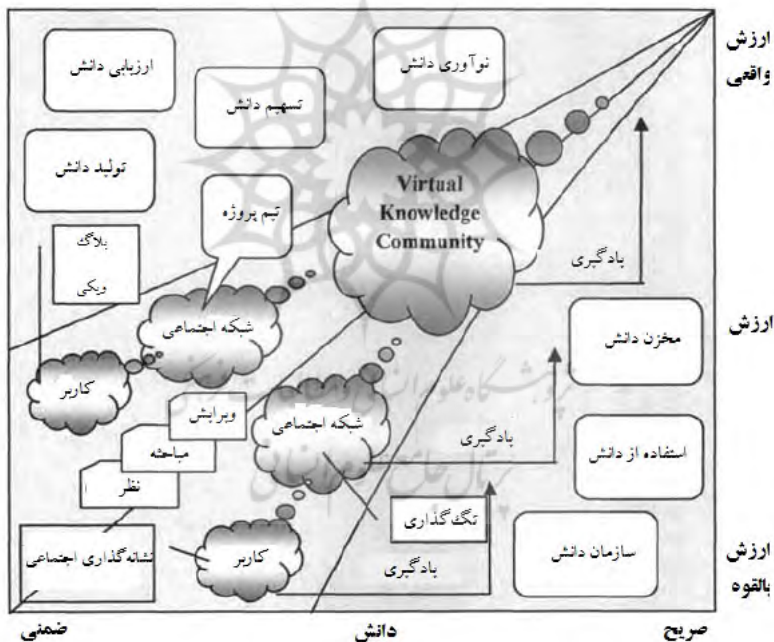 ارزیابی دانش
تسهیم دانش
نوآوری دانش
ارزش
واقعی
تولید دانش
تیم پروژه
بلاگ
ویکی
Virtual
Knowledge
Community
یادگیری
شبکه اجتماعی
کاربر
ارزش
مخزن دانش
ویرایش
مباحثه
نظر
شبکه اجتماعی
یادگیری
استفاده از دانش
تگ‌گذاری
نشانه‌گذاری اجتماعی
کاربر
یادگیری
سازمان دانش
ارزش
بالقوه
ضمنی
دانش
صریح